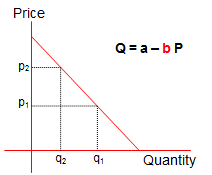 Price
Q = a – b P
p2
p1
q2 q1 Quantity